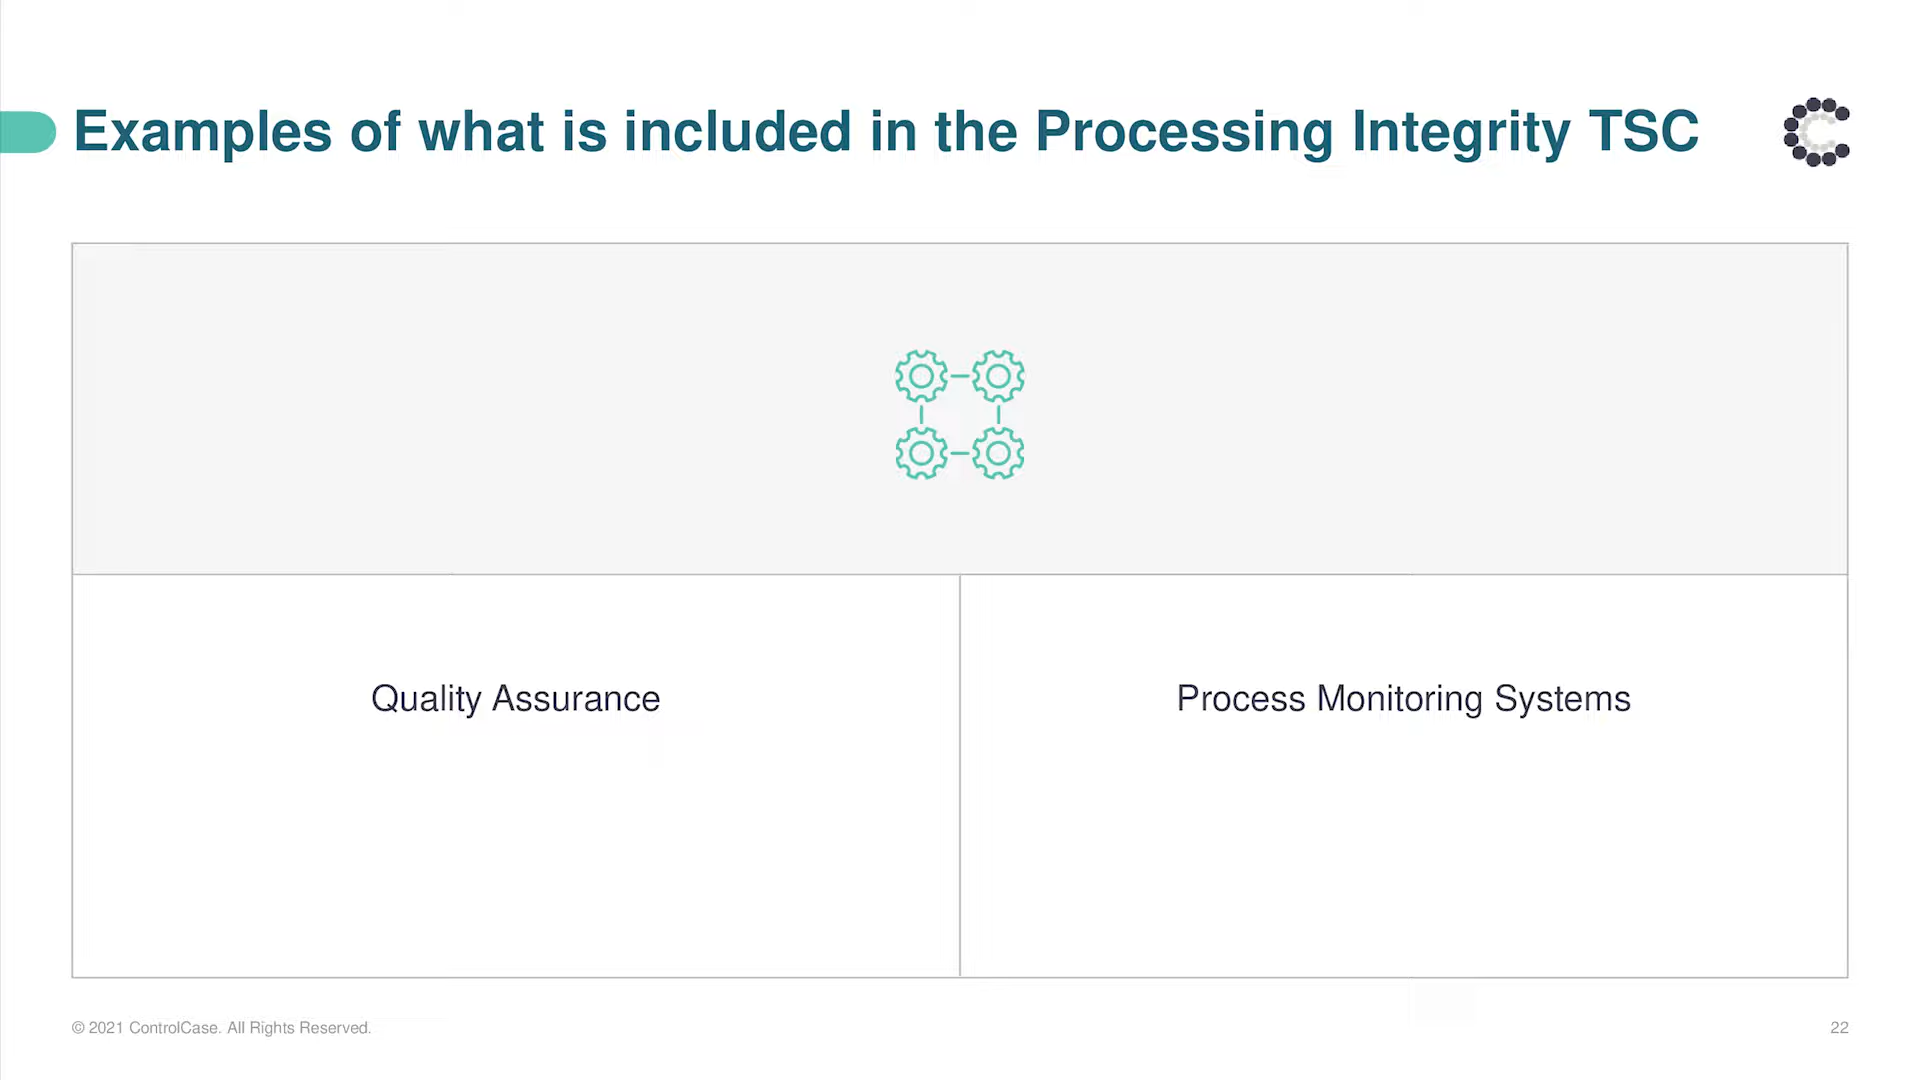 Examples of what is included in the Processing Integrity TSC
Quality Assurance
Process Monitoring Systems
© 2021 ControlCase. All Rights Reserved.
22